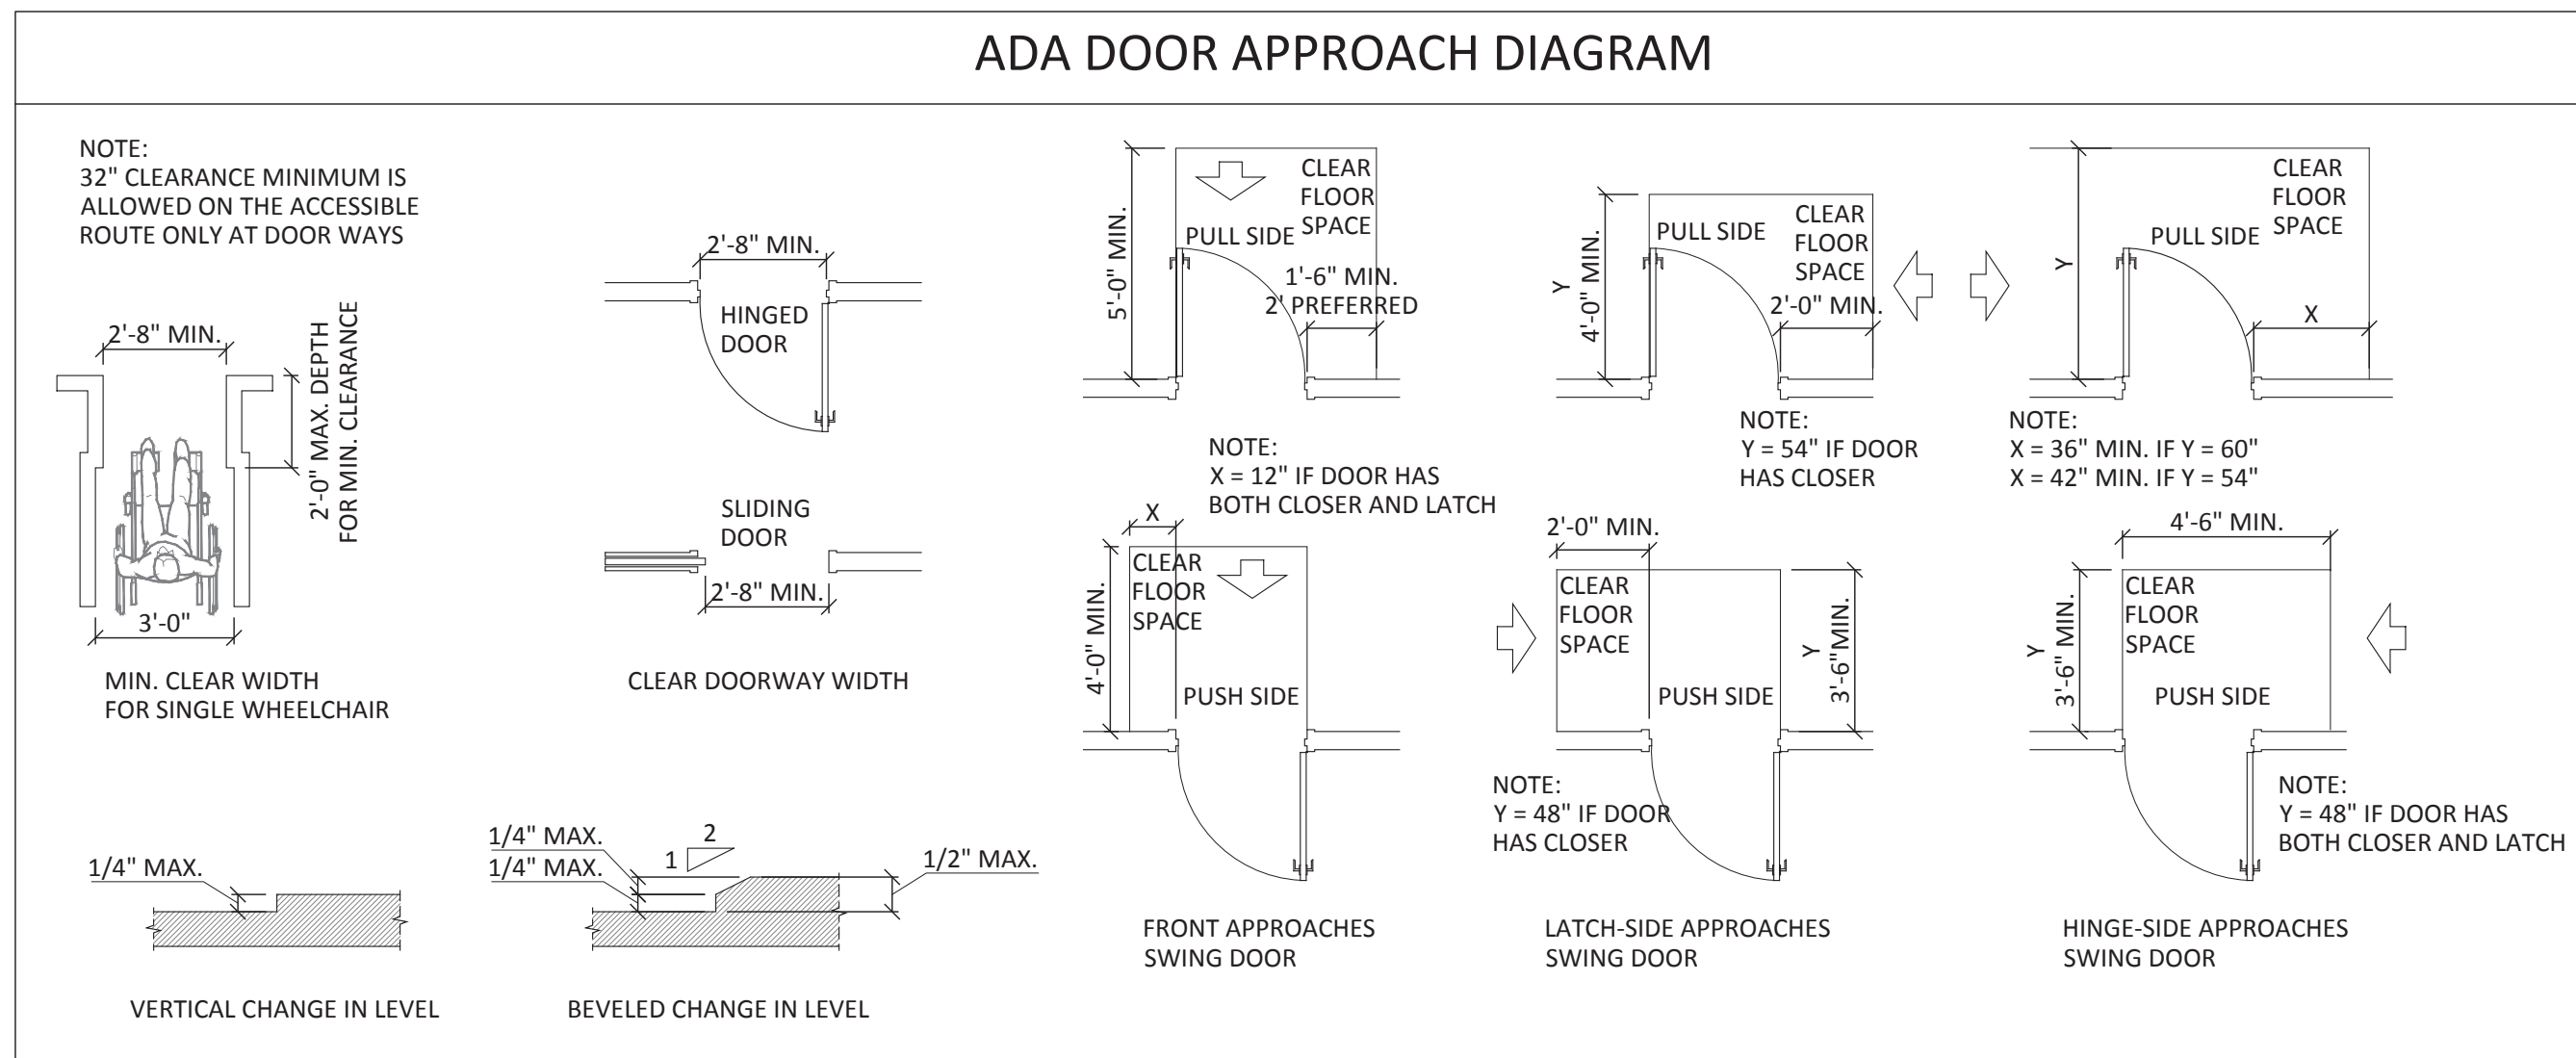 ADA DOOR APPROACH DIAGRAM
NOTE:
32" CLEARANCE MINIMUM IS
ALLOWED ON THE ACCESSIBLE
ROUTE ONLY AT DOOR WAYS
2'-8" MIN.
2'-0" MAX. DEPTH
FOR MIN. CLEARANCE
3'-0"
MIN. CLEAR WIDTH
FOR SINGLE WHEELCHAIR
2'-8" MIN.
HINGED
DOOR
SLIDING
DOOR
2'-8" MIN.
CLEAR DOORWAY WIDTH
1/4" MAX.
VERTICAL CHANGE IN LEVEL
1/4" MAX.
1/4" MAX.
2
1
1/2" MAX.
BEVELED CHANGE IN LEVEL
5'-0" MIN.
CLEAR
FLOOR
SPACE
PULL SIDE
1'-6" MIN.
2' PREFERRED
NOTE:
X = 12" IF DOOR HAS
BOTH CLOSER AND LATCH
X
4'-0" MIN.
CLEAR
FLOOR
SPACE
PUSH SIDE
FRONT APPROACHES
SWING DOOR
Y
4'-0" MIN.
PULL SIDE
CLEAR
FLOOR
SPACE
2'-0" MIN.
NOTE:
Y = 54" IF DOOR
HAS CLOSER
2'-0" MIN.
CLEAR
FLOOR
SPACE
PUSH SIDE
Y
3'-6"MIN.
NOTE:
Y = 48" IF DOOR
HAS CLOSER
LATCH-SIDE APPROACHES
SWING DOOR
Y
PULL SIDE
CLEAR
FLOOR
SPACE
X
NOTE:
X = 36" MIN. IF Y = 60"
X = 42" MIN. IF Y = 54"
4'-6" MIN.
Y
3'-6" MIN.
CLEAR
FLOOR
SPACE
PUSH SIDE
NOTE:
Y = 48" IF DOOR HAS
BOTH CLOSER AND LATCH
HINGE-SIDE APPROACHES
SWING DOOR